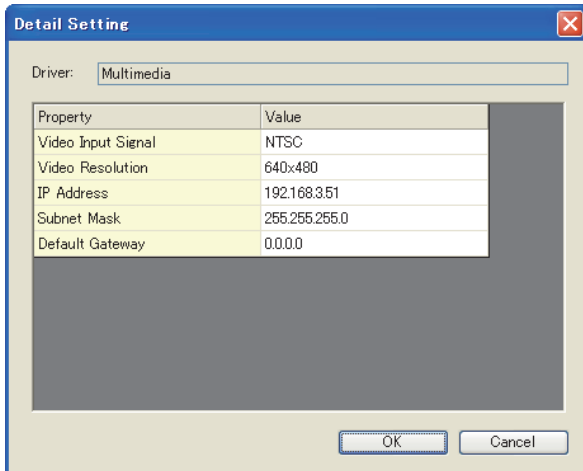 Detail Setting
Driver: Multimedia
Property Value
Video Input Signal NTSC
Video Resolution 640x480
IP Address 192.168.3.51
Subnet Mask 255.255.255.0
Default Gateway 0.0.0.0
OK Cancel